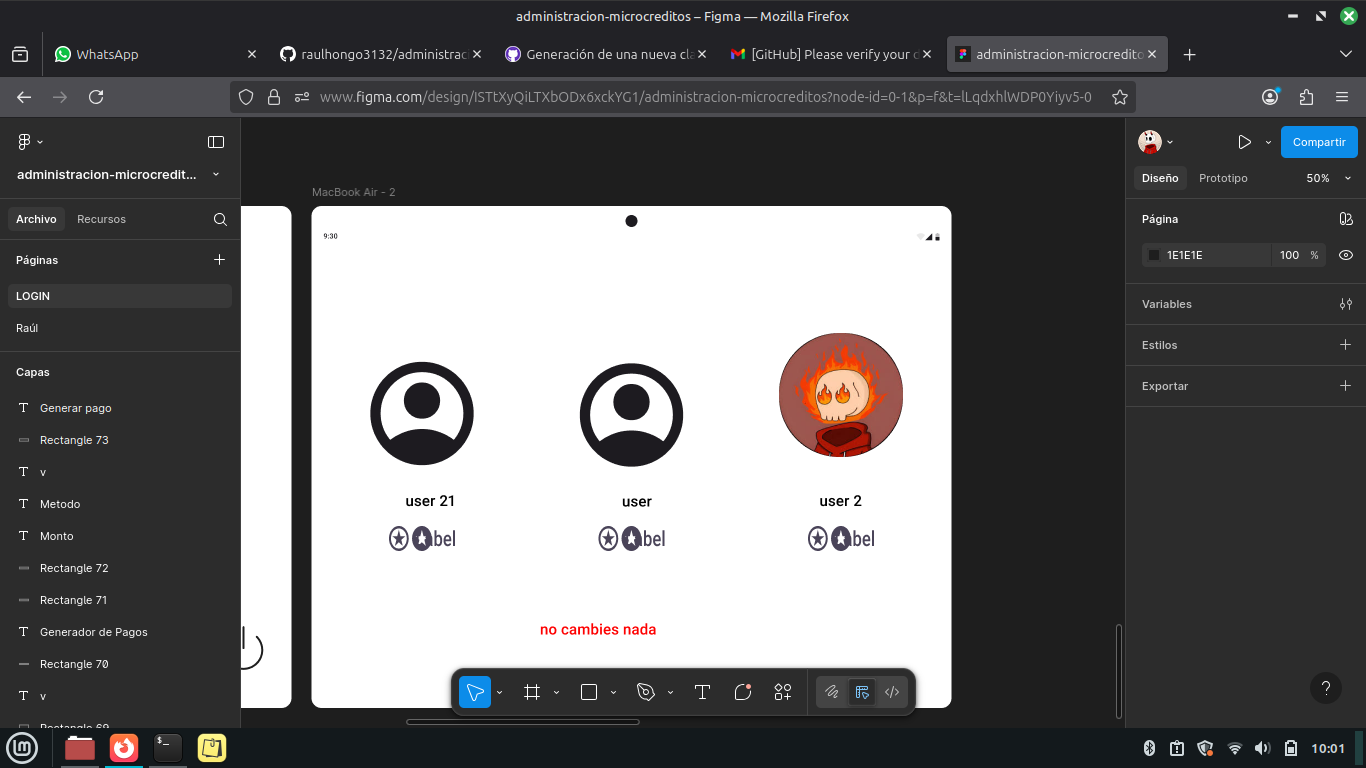 administracion-microcreditos – Figma — Mozilla Firefox
WhatsApp
raulhongo3132/administrac
Generación de una nueva cla
[GitHub] Please verify your d
administracion-microcredito
www.figma.com/design/ISTtXyQiLTXbODx6xckYG1/administracion-microcreditos?node-id=0-1&p=f&t=lLqdxhlWDP0Yiyv5-0
administracion-microcredit...
Archivo
Recursos
Páginas
LOGIN
Raúl
Capas
Generar pago
Rectangle 73
v
Metodo
Monto
Rectangle 72
Rectangle 71
Generador de Pagos
Rectangle 70
v
Rectangle 69
MacBook Air - 2
9:30
user 21
user
user 2
bel
bel
bel
no cambies nada
Compartir
Diseño
Prototipo
50%
Página
1E1E1E
100 %
Variables
Estilos
Exportar
?
10:01